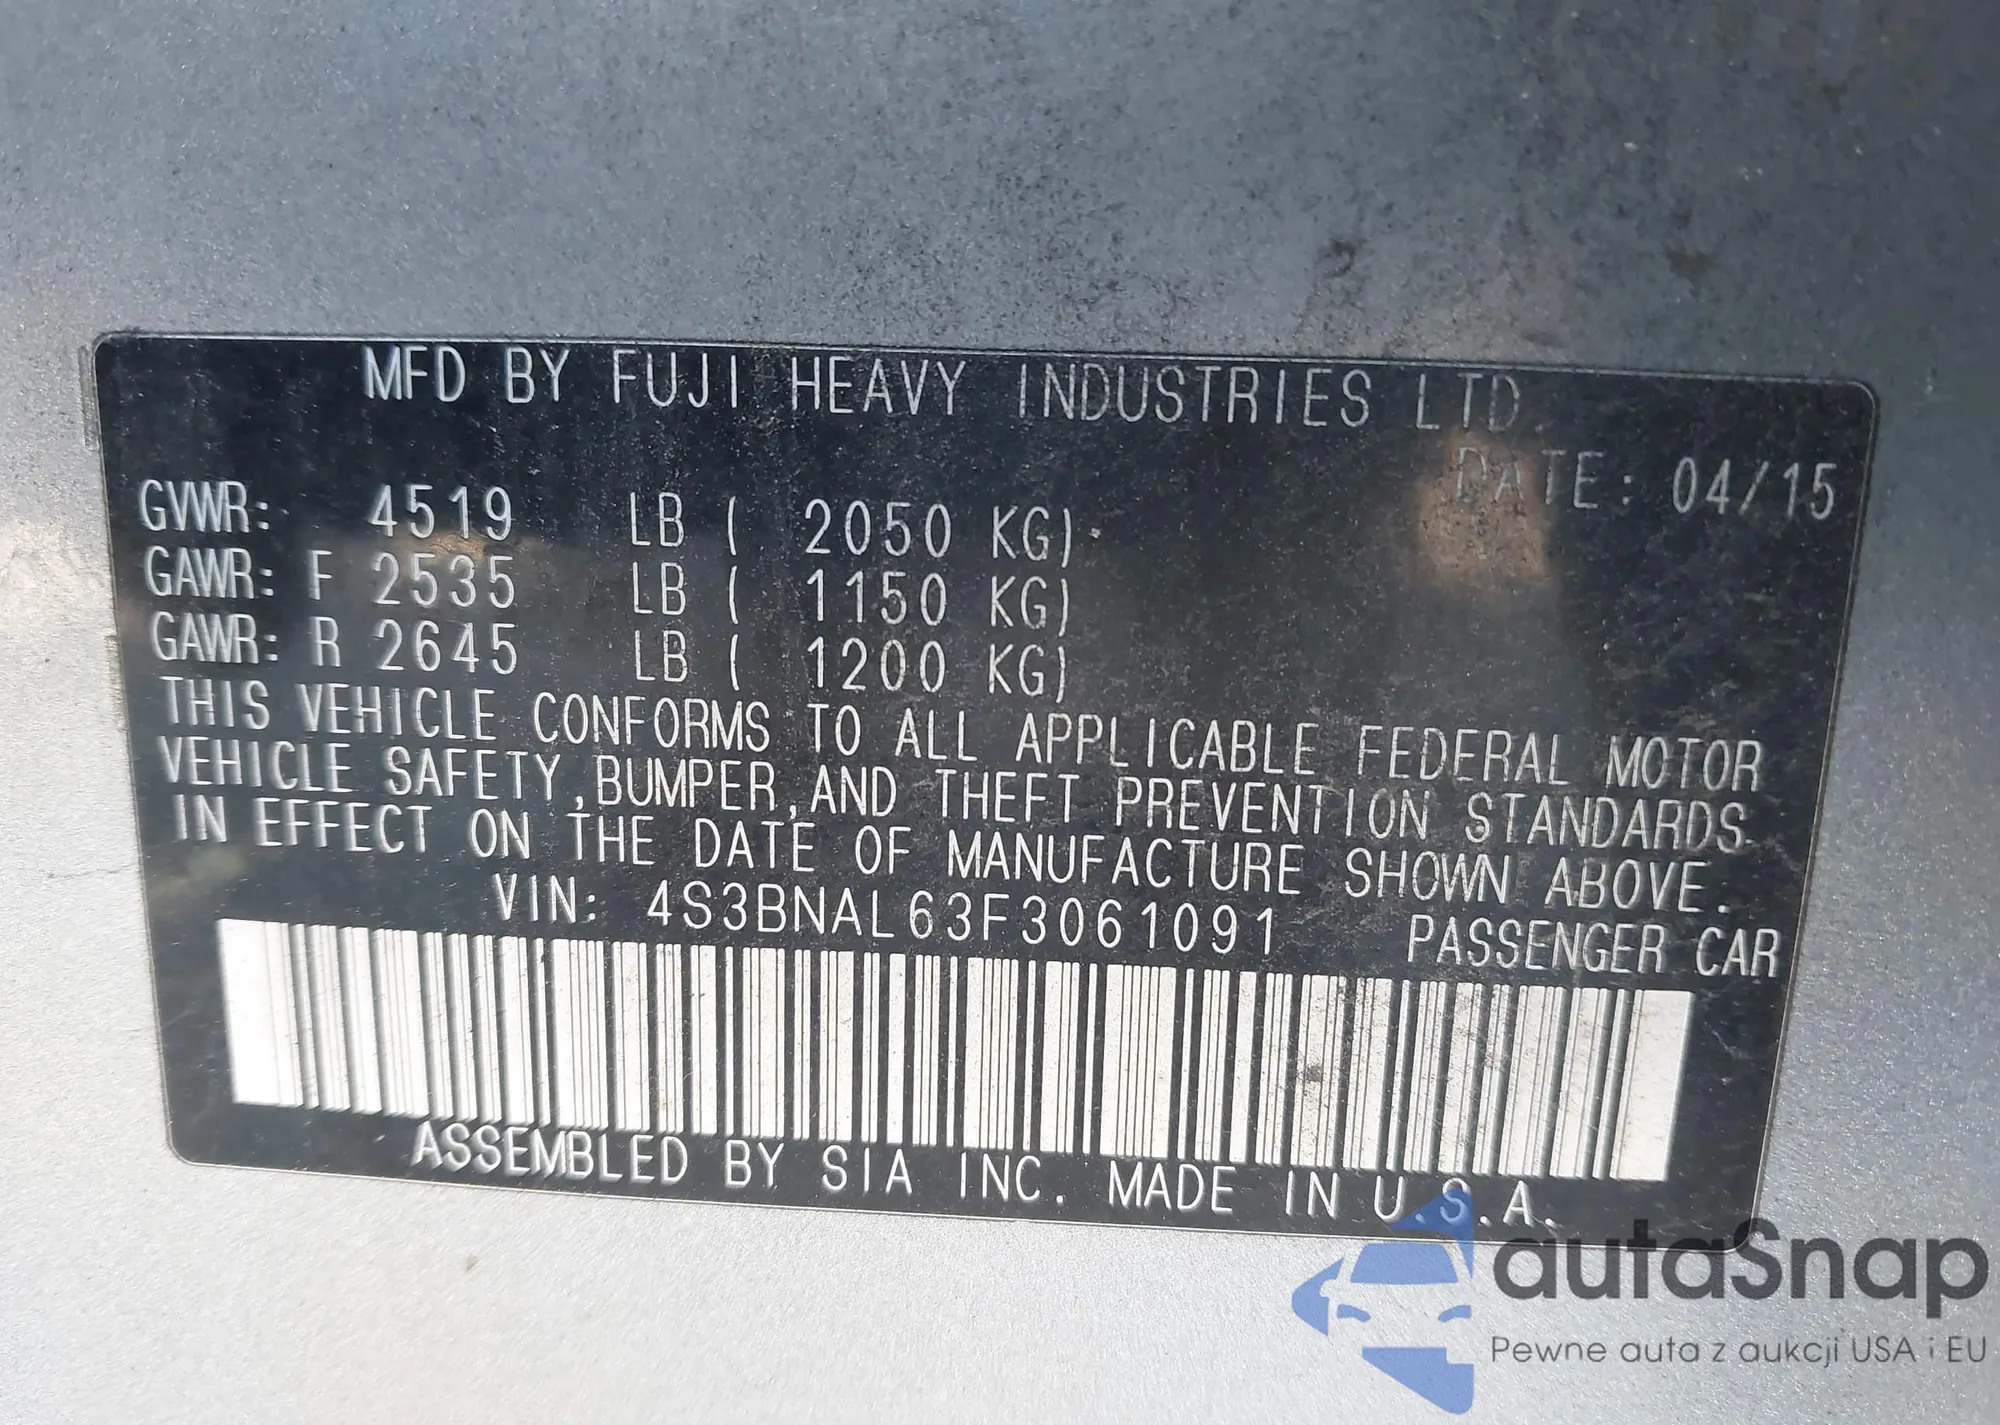 MFD BY FUJI HEAVY INDUSTRIES LTD.
DATE: 04/15
GVWR: 4519 LB ( 2050 KG)
GAWR: F 2535 LB ( 1150 KG)
GAWR: R 2645 LB ( 1200 KG)
THIS VEHICLE CONFORMS TO ALL APPLICABLE FEDERAL MOTOR
VEHICLE SAFETY, BUMPER, AND THEFT PREVENTION STANDARDS
IN EFFECT ON THE DATE OF MANUFACTURE SHOWN ABOVE.
VIN: 4S3BNAL63F3061091 PASSENGER CAR
ASSEMBLED BY SIA INC. MADE IN U.S.A.
autaSnap
Pewne auta z aukcji USA i EU